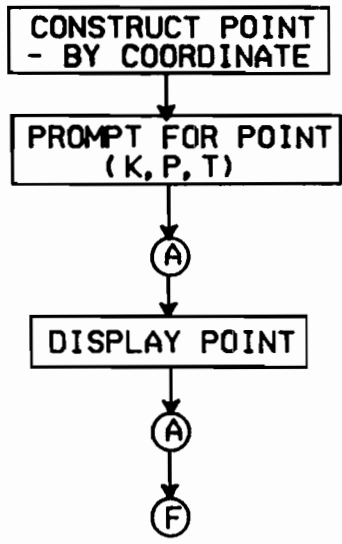 CONSTRUCT POINT
- BY COORDINATE
PROMPT FOR POINT
(K, P, T)
A
DISPLAY POINT
A
F